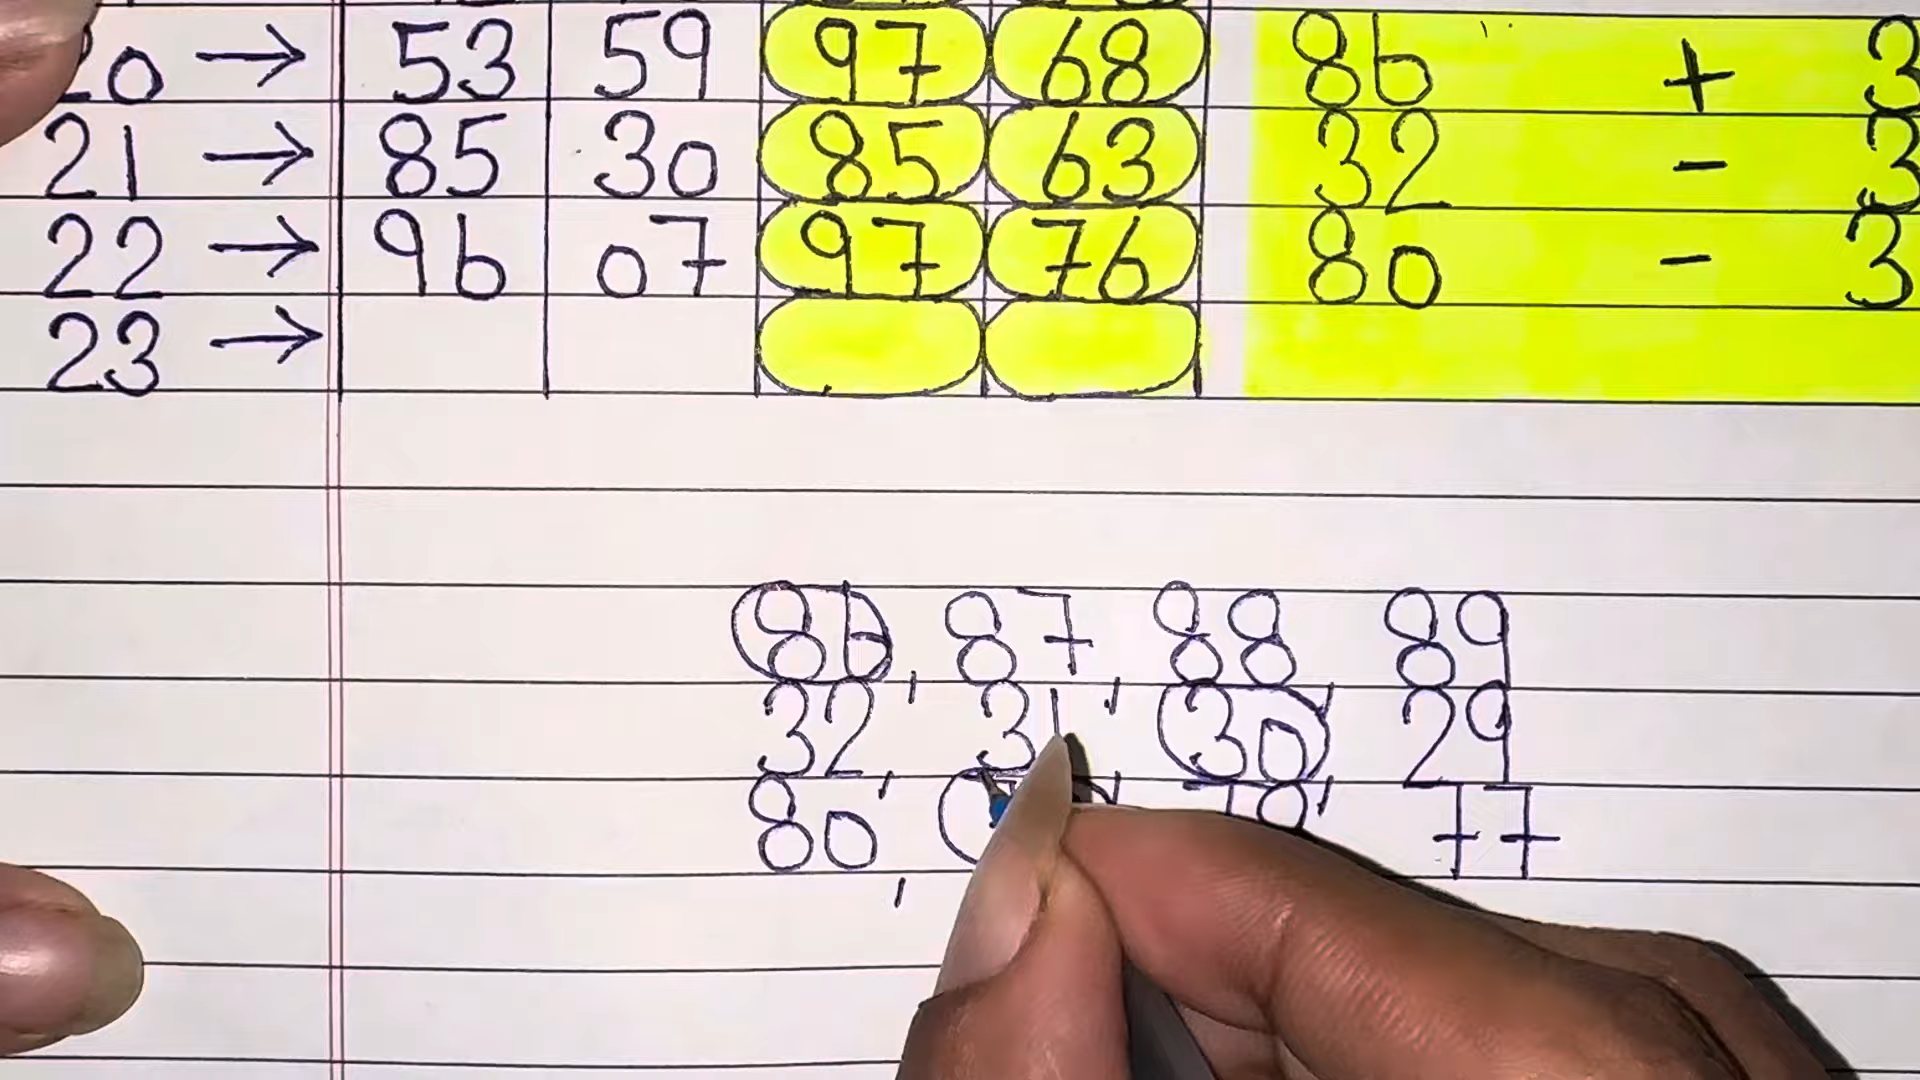 20 → 53 59 97 68 86 + 3
21 → 85 30 85 63 32 - 3
22 → 96 07 97 76 80 - 3
23 →
86, 87, 88, 89
32, 31, 30, 29
80, 78, 77